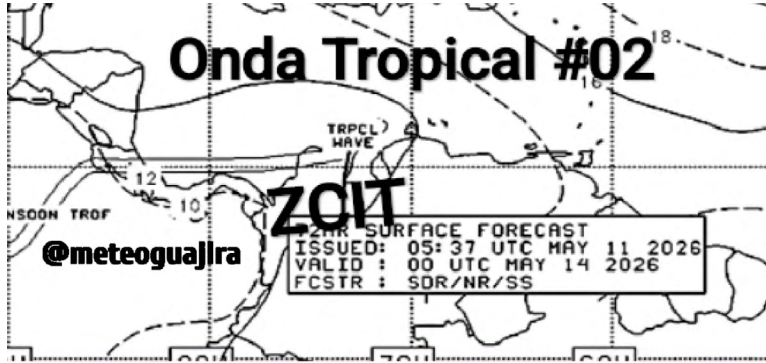 Onda Tropical #02
18
16
TRPCL
WAVE
12
10
ZCIT
NSOON TROF
@meteoguajira
72HR SURFACE FORECAST
ISSUED: 05:37 UTC MAY 11 2026
VALID : 00 UTC MAY 14 2026
FCSTR : SDR/NR/SS